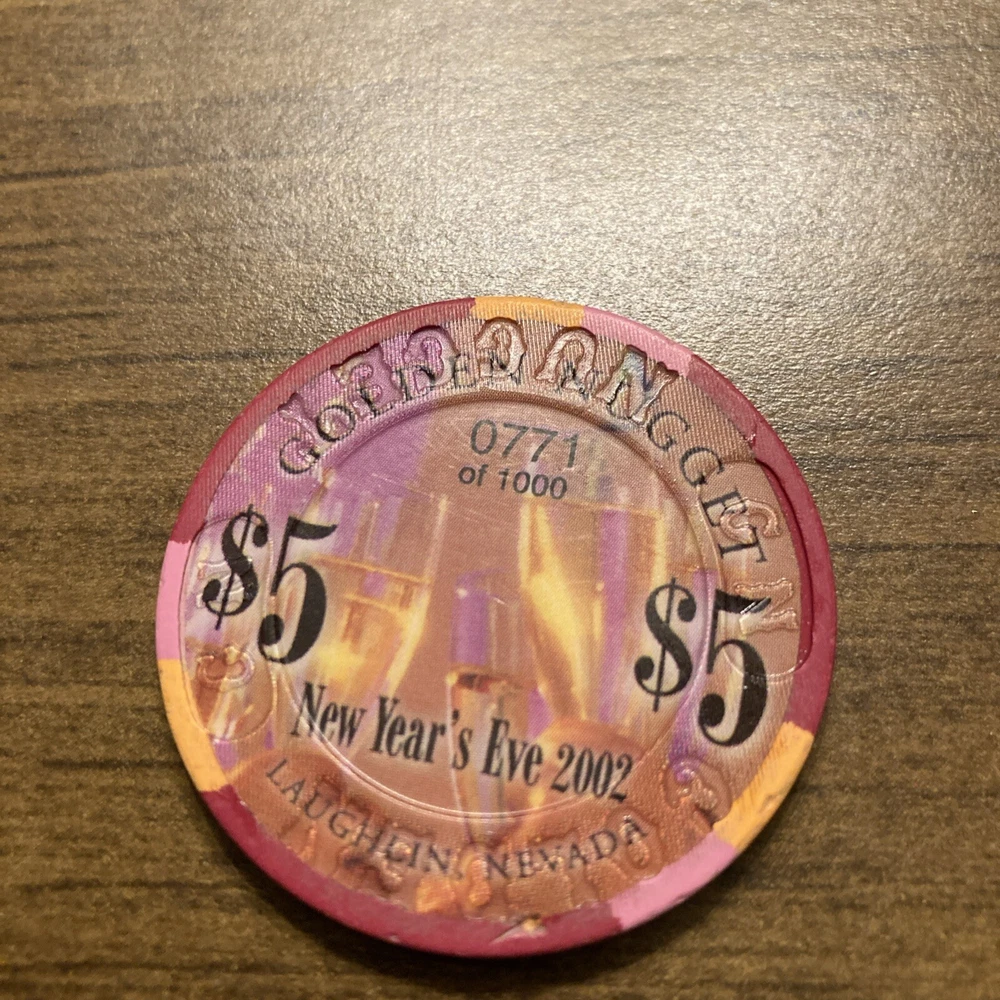 GOLDEN NUGGET
0771
of 1000
$5
$5
New Year's Eve 2002
LAUGHLIN, NEVADA